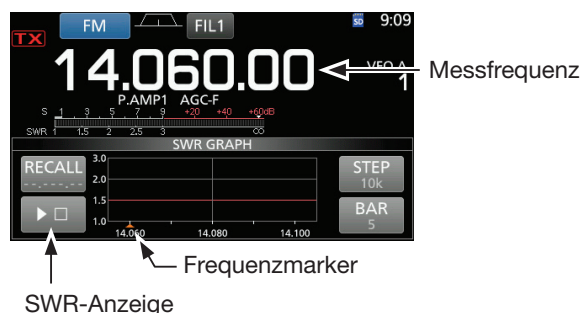 FM FIL1 SD 9:09
TX
14.060.00 Messfrequenz
VFO A
1
P.AMP1 AGC-F
S 1 3 5 7 9 +20 +40 +60dB
SWR 1 1.5 2 2.5 3 ∞
SWR GRAPH
RECALL
--.---.--
3.0
2.0
1.5
1.0
14.060 14.080 14.100
STEP
10k
BAR
5
Frequenzmarker
SWR-Anzeige